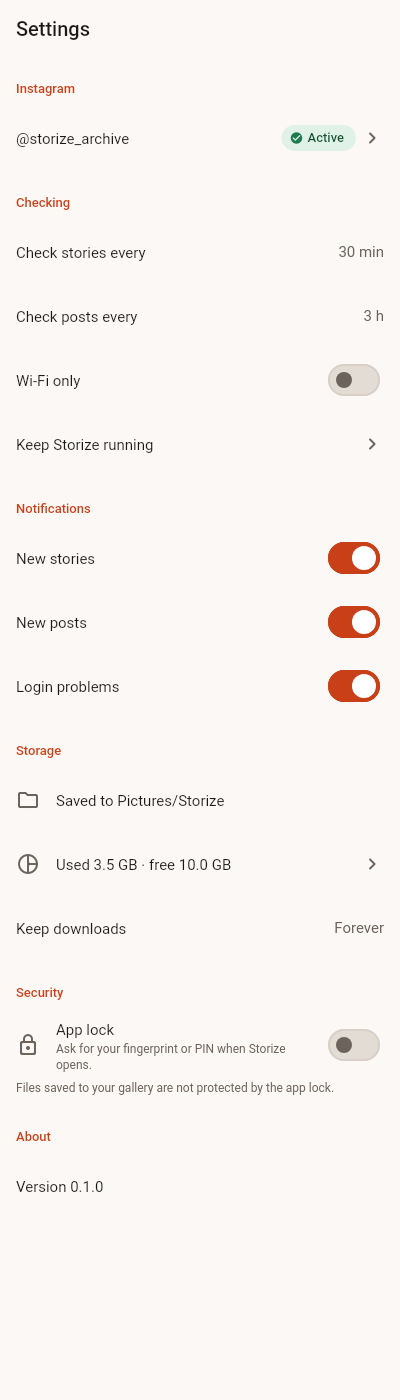 Settings
Instagram
@storize_archive
Active
Checking
Check stories every
30 min
Check posts every
3 h
Wi-Fi only
Keep Storize running
Notifications
New stories
New posts
Login problems
Storage
Saved to Pictures/Storize
Used 3.5 GB · free 10.0 GB
Keep downloads
Forever
Security
App lock
Ask for your fingerprint or PIN when Storize
opens.
Files saved to your gallery are not protected by the app lock.
About
Version 0.1.0